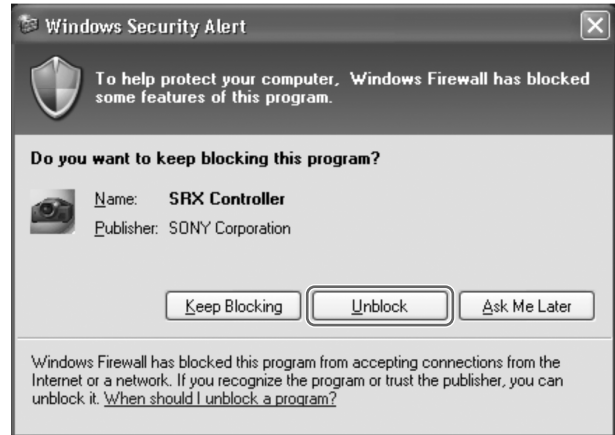 Windows Security Alert
To help protect your computer, Windows Firewall has blocked
some features of this program.
Do you want to keep blocking this program?
Name: SRX Controller
Publisher: SONY Corporation
Keep Blocking Unblock Ask Me Later
Windows Firewall has blocked this program from accepting connections from the
Internet or a network. If you recognize the program or trust the publisher, you can
unblock it. When should I unblock a program?